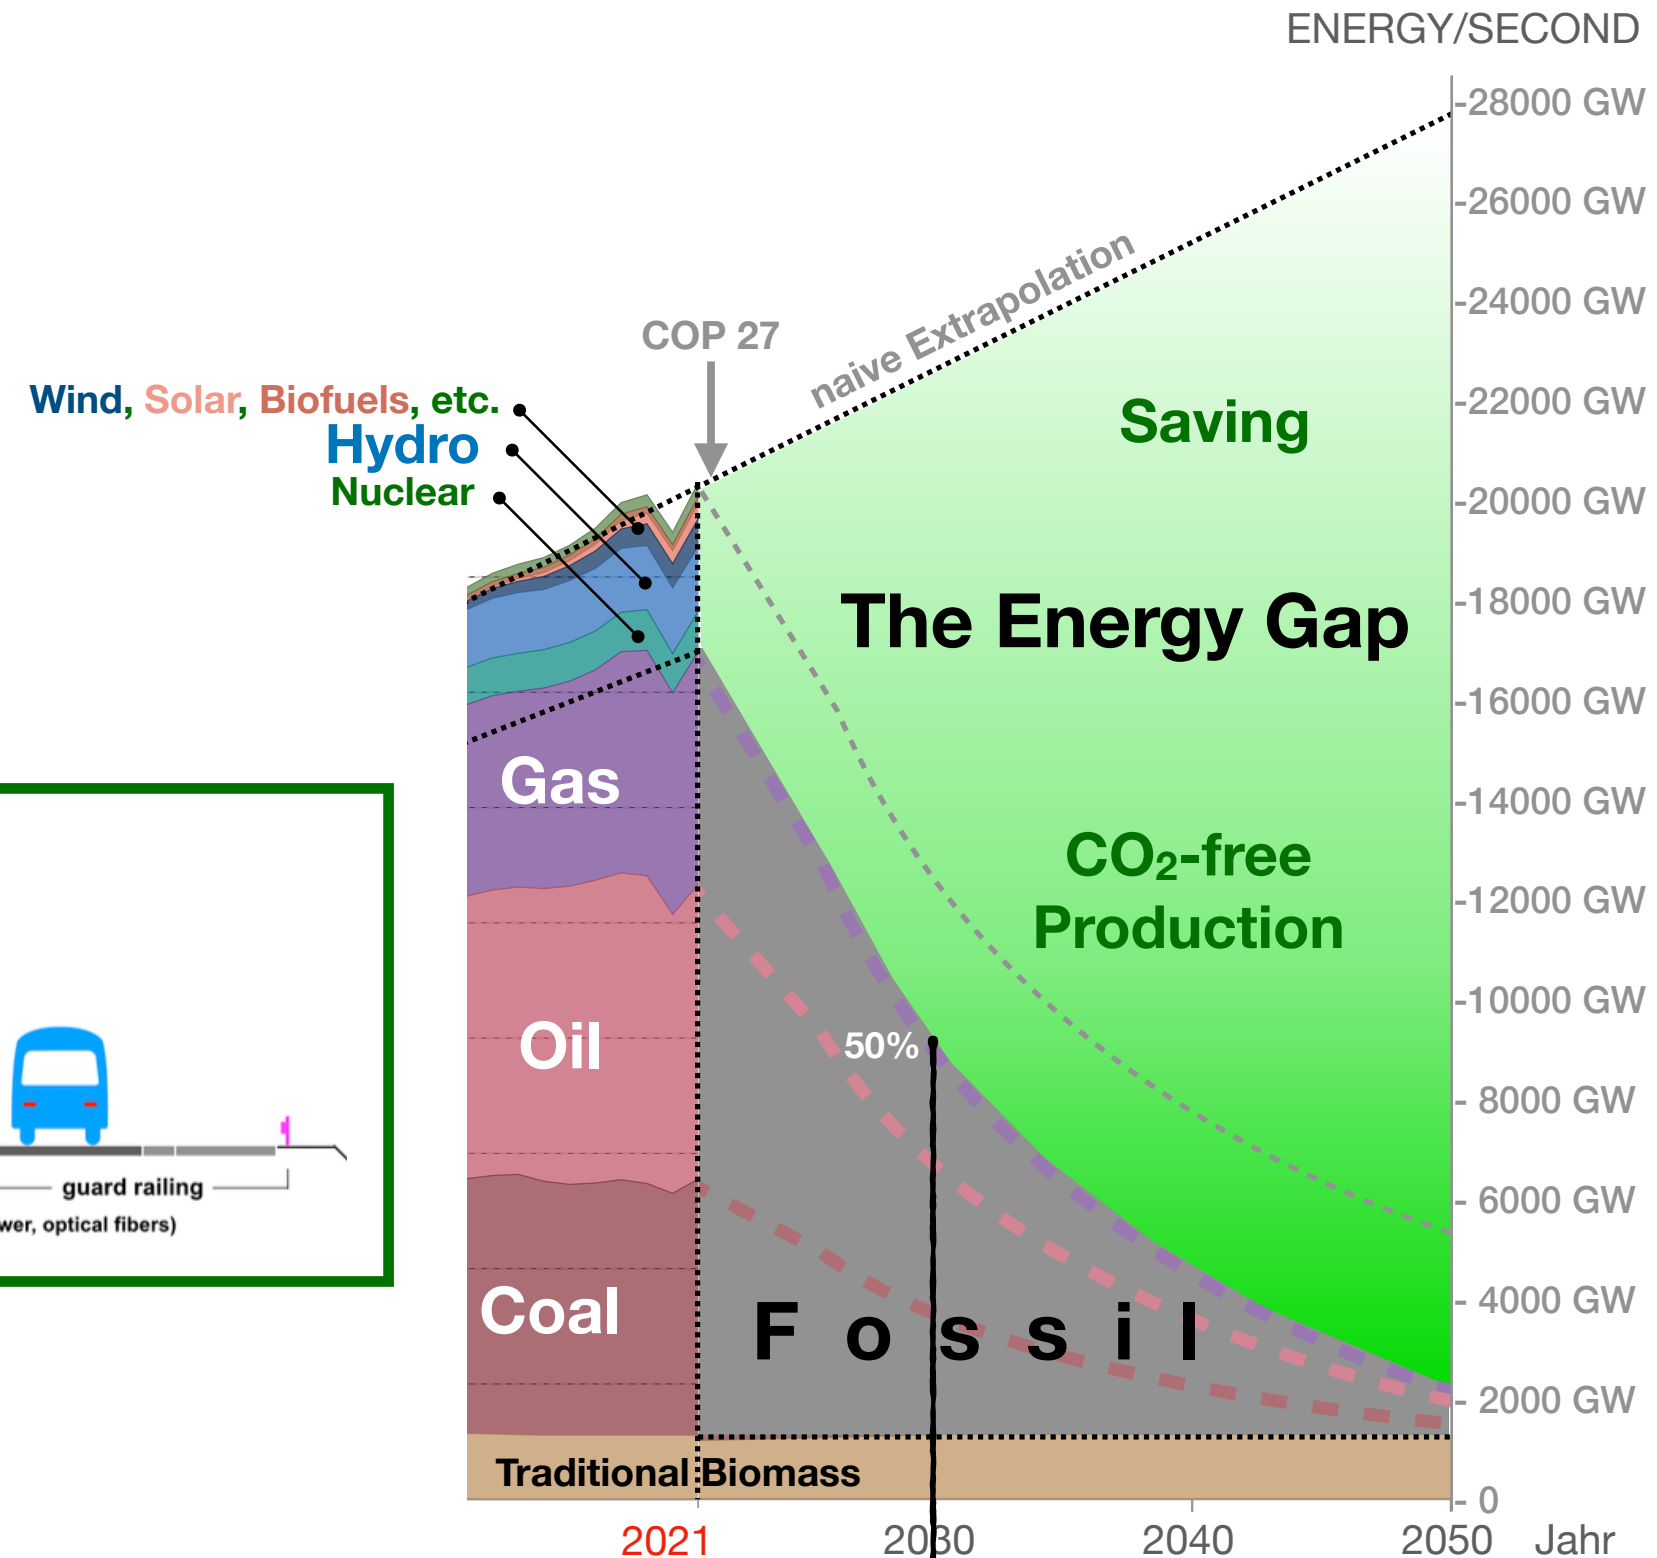 ENERGY/SECOND
-28000 GW
-26000 GW
-24000 GW
-22000 GW
-20000 GW
-18000 GW
-16000 GW
-14000 GW
-12000 GW
-10000 GW
- 8000 GW
- 6000 GW
- 4000 GW
- 2000 GW
- 0
naive Extrapolation
COP 27
Wind, Solar, Biofuels, etc.
Hydro
Nuclear
Saving
The Energy Gap
Gas
CO₂-free
Production
Oil
50%
guard railing
wer, optical fibers)
Coal
Fossil
Traditional Biomass
2021
2030
2040
2050
Jahr